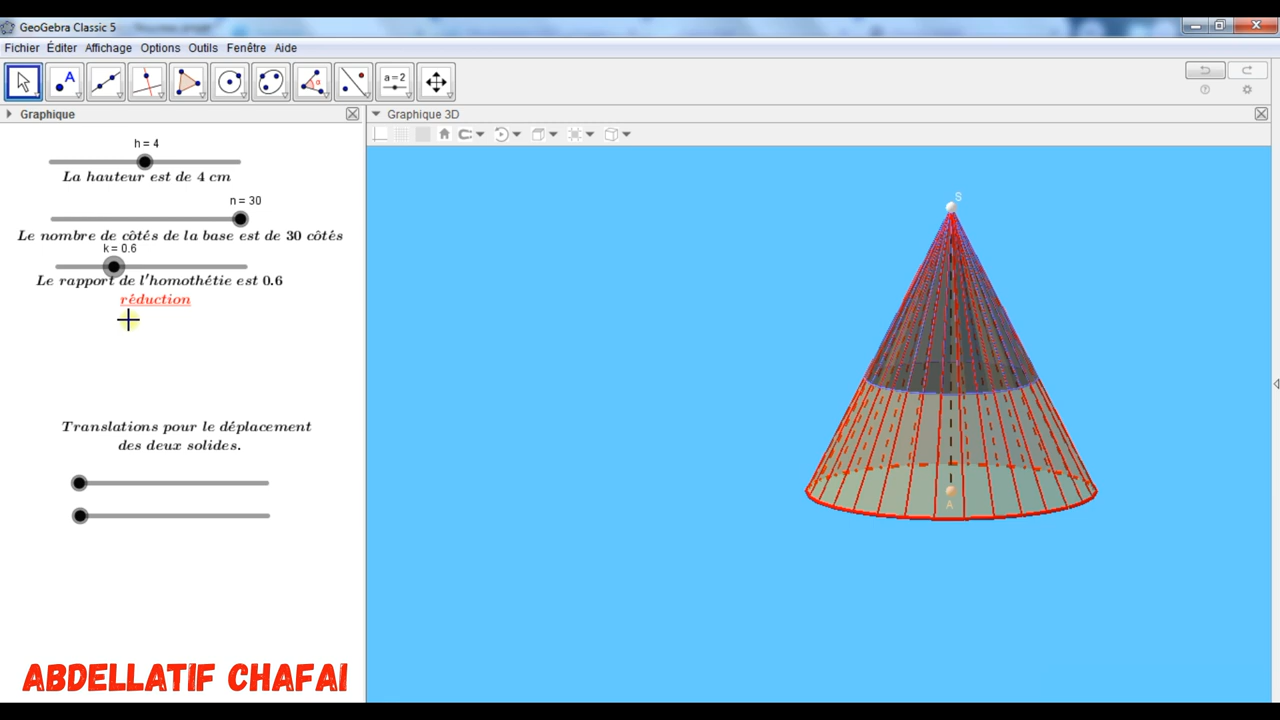 GeoGebra Classic 5
Fichier Éditer Affichage Options Outils Fenêtre Aide
A
α
a = 2
Graphique
Graphique 3D
h = 4
La hauteur est de 4 cm
n = 30
Le nombre de côtés de la base est de 30 côtés
k = 0.6
Le rapport de l'homothétie est 0.6
réduction
Translations pour le déplacement
des deux solides.
S
A
ABDELLATIF CHAFAI